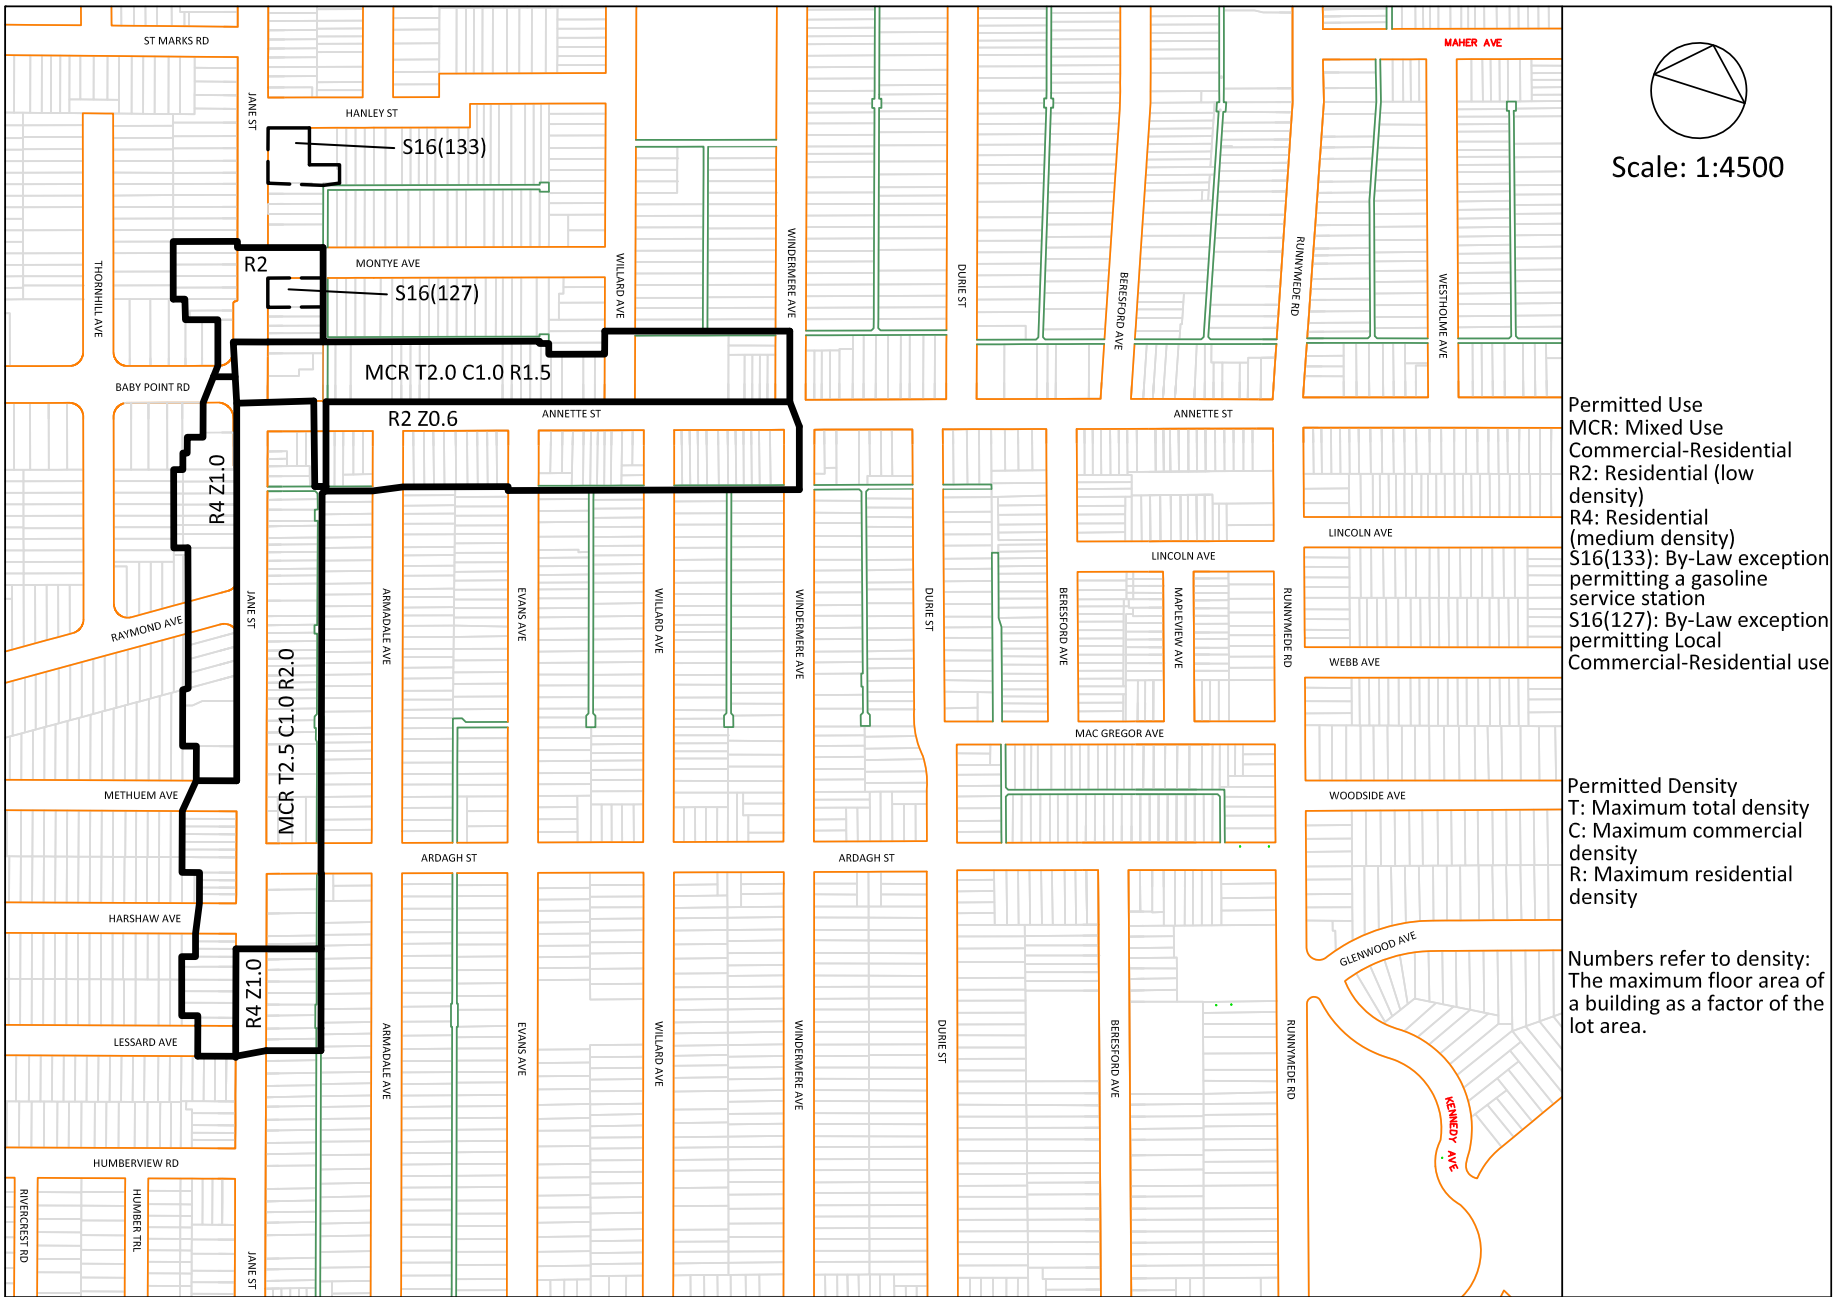 ST MARKS RD
MAHER AVE
JANE ST
HANLEY ST
S16(133)
Scale: 1:4500
THORNHILL AVE
R2
MONTYE AVE
S16(127)
WILLARD AVE
WINDERMERE AVE
DURIE ST
BERESFORD AVE
RUNNYMEDE RD
WESTHOLME AVE
BABY POINT RD
MCR T2.0 C1.0 R1.5
R2 Z0.6
ANNETTE ST
ANNETTE ST
R4 Z1.0
LINCOLN AVE
LINCOLN AVE
RAYMOND AVE
JANE ST
MCR T2.5 C1.0 R2.0
ARMADALE AVE
EVANS AVE
WILLARD AVE
WINDERMERE AVE
DURIE ST
BERESFORD AVE
MAPLEVIEW AVE
RUNNYMEDE RD
WEBB AVE
MAC GREGOR AVE
METHUEM AVE
WOODSIDE AVE
ARDAGH ST
ARDAGH ST
HARSHAW AVE
GLENWOOD AVE
R4 Z1.0
LESSARD AVE
ARMADALE AVE
EVANS AVE
WILLARD AVE
WINDERMERE AVE
DURIE ST
BERESFORD AVE
RUNNYMEDE RD
KENNEDY AVE
HUMBERVIEW RD
RIVERCREST RD
HUMBER TRL
JANE ST
Permitted Use
MCR: Mixed Use
Commercial-Residential
R2: Residential (low
density)
R4: Residential
(medium density)
S16(133): By-Law exception
permitting a gasoline
service station
S16(127): By-Law exception
permitting Local
Commercial-Residential use
Permitted Density
T: Maximum total density
C: Maximum commercial
density
R: Maximum residential
density
Numbers refer to density:
The maximum floor area of
a building as a factor of the
lot area.